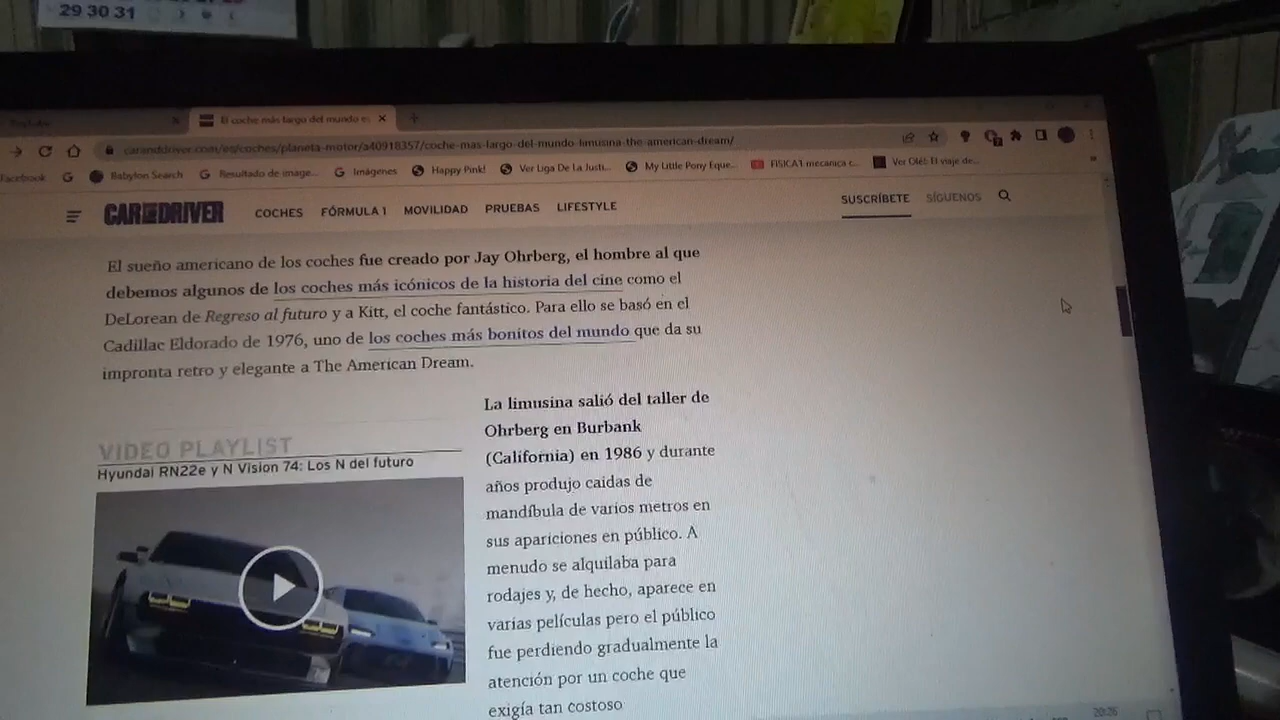 29 30 31
El coche más largo del mundo es
caranddriver.com/es/coches/planeta-motor/a40918357/coche-mas-largo-del-mundo-limusina-the-american-dream/
Facebook
Babylon Search
Resultado de image...
Imágenes
Happy Pink!
Ver Liga De La Justi...
My Little Pony Eque...
FISICA1 mecanica c...
Ver Olé: El viaje de...
CAR AND DRIVER
COCHES FÓRMULA 1 MOVILIDAD PRUEBAS LIFESTYLE
SUSCRÍBETE SÍGUENOS
El sueño americano de los coches fue creado por Jay Ohrberg, el hombre al que
debemos algunos de los coches más icónicos de la historia del cine como el
DeLorean de Regreso al futuro y a Kitt, el coche fantástico. Para ello se basó en el
Cadillac Eldorado de 1976, uno de los coches más bonitos del mundo que da su
impronta retro y elegante a The American Dream.
VIDEO PLAYLIST
Hyundai RN22e y N Vision 74: Los N del futuro
La limusina salió del taller de
Ohrberg en Burbank
(California) en 1986 y durante
años produjo caidas de
mandíbula de varios metros en
sus apariciones en público. A
menudo se alquilaba para
rodajes y, de hecho, aparece en
varias películas pero el público
fue perdiendo gradualmente la
atención por un coche que
exigía tan costoso
20:26